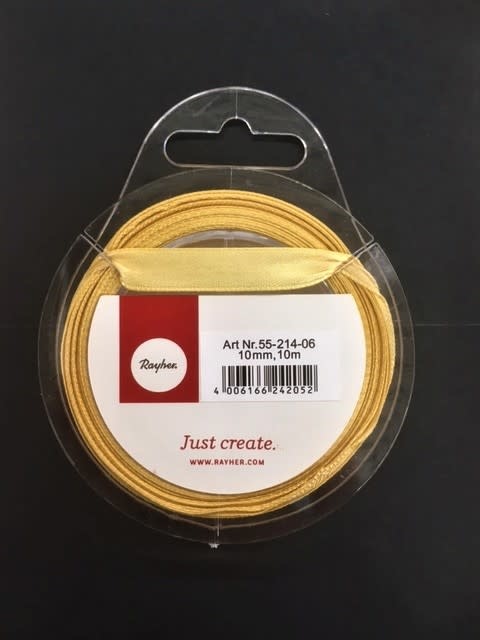 Art Nr.55-214-06
10mm,10m
Rayher.
4 006166 242052
Just create.
WWW.RAYHER.COM